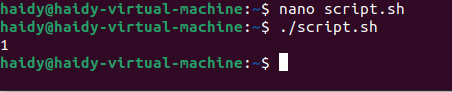 haidy@haidy-virtual-machine:~$ nano script.sh
haidy@haidy-virtual-machine:~$ ./script.sh
1
haidy@haidy-virtual-machine:~$